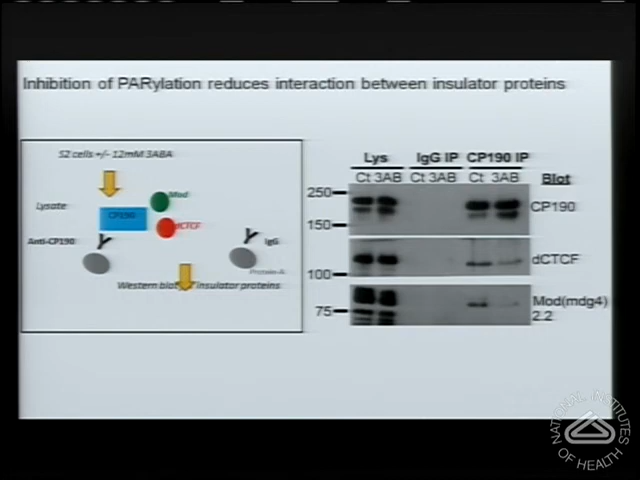 Inhibition of PARylation reduces interaction between insulator proteins
S2 cells +/- 12mM 3ABA
Lysate
CP190
Mod
dCTCF
Anti-CP190
IgG
Protein-A
Western blot insulator proteins
Lys IgG IP CP190 IP
Ct 3AB Ct 3AB Ct 3AB Blot
250
150
CP190
100
dCTCF
75
Mod(mdg4)
2.2
NATIONAL INSTITUTES
OF HEALTH